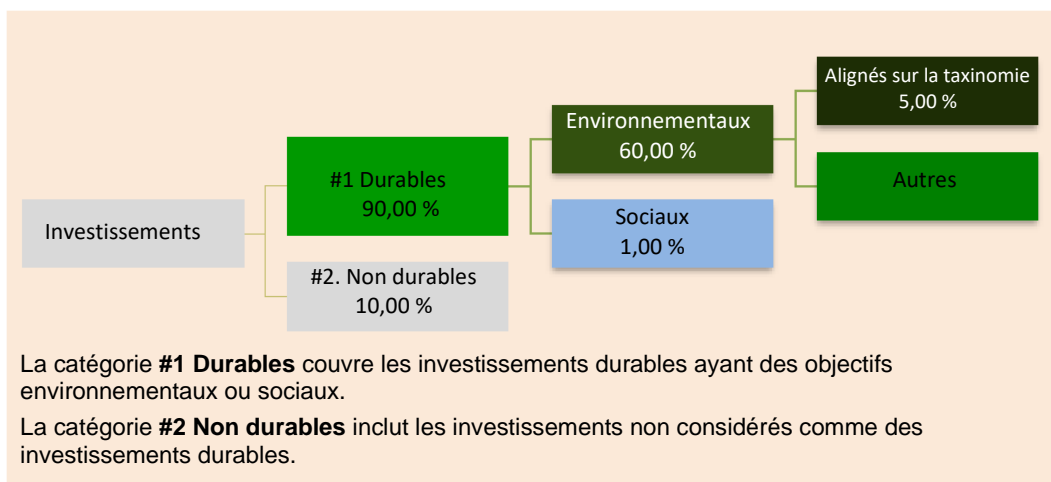 Investissements
#1 Durables
90,00 %
#2. Non durables
10,00 %
Environnementaux
60,00 %
Sociaux
1,00 %
Alignés sur la taxinomie
5,00 %
Autres
La catégorie #1 Durables couvre les investissements durables ayant des objectifs
environnementaux ou sociaux.
La catégorie #2 Non durables inclut les investissements non considérés comme des
investissements durables.